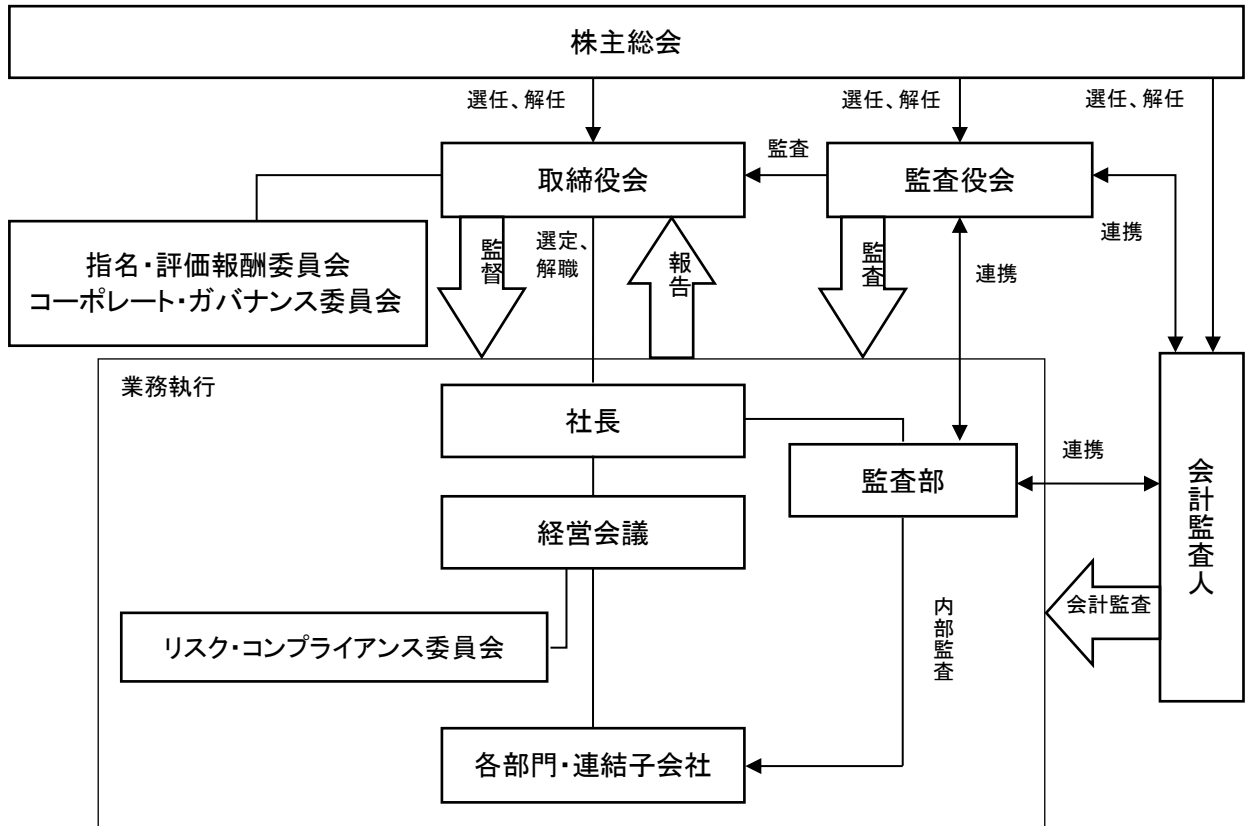 株主総会
選任、解任
選任、解任
選任、解任
取締役会
監査
監査役会
指名・評価報酬委員会
コーポレート・ガバナンス委員会
監督
選定、
解職
報告
監査
連携
連携
業務執行
社長
監査部
連携
会計監査人
経営会議
会計監査
リスク・コンプライアンス委員会
内部監査
各部門・連結子会社